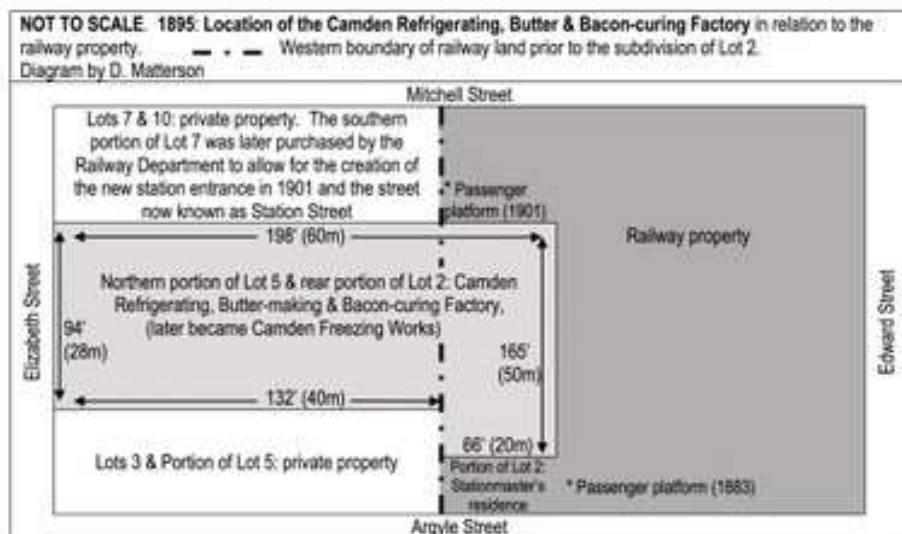 NOT TO SCALE. 1895: Location of the Camden Refrigerating, Butter & Bacon-curing Factory in relation to the
railway property. Western boundary of railway land prior to the subdivision of Lot 2.
Diagram by D. Matterson
Mitchell Street
Lots 7 & 10: private property. The southern
portion of Lot 7 was later purchased by the
Railway Department to allow for the creation of
the new station entrance in 1901 and the street
now known as Station Street
* Passenger
platform (1901)
Railway property
198' (60m)
Northern portion of Lot 5 & rear portion of Lot 2: Camden
Refrigerating, Butter-making & Bacon-curing Factory,
(later became Camden Freezing Works)
Elizabeth Street
94'
(28m)
165'
(50m)
Edward Street
132' (40m)
66' (20m)
Lots 3 & Portion of Lot 5: private property
Portion of Lot 2:
Stationmaster's
residence
* Passenger platform (1883)
Argyle Street